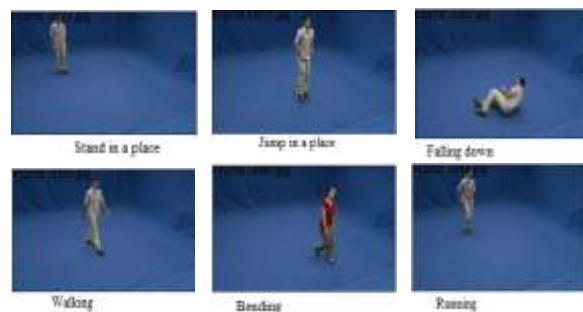 Stand in a place
Jump in a place
Falling down
Walking
Bending
Running